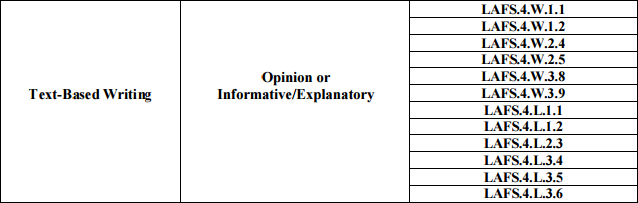 Text-Based Writing
Opinion or
Informative/Explanatory
LAFS.4.W.1.1
LAFS.4.W.1.2
LAFS.4.W.2.4
LAFS.4.W.2.5
LAFS.4.W.3.8
LAFS.4.W.3.9
LAFS.4.L.1.1
LAFS.4.L.1.2
LAFS.4.L.2.3
LAFS.4.L.3.4
LAFS.4.L.3.5
LAFS.4.L.3.6